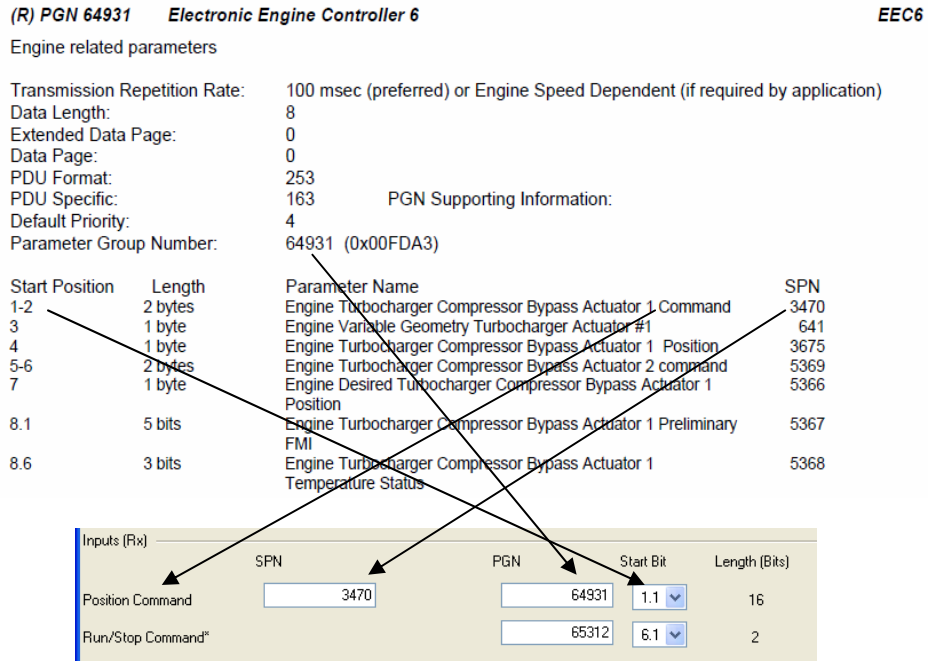 (R) PGN 64931 Electronic Engine Controller 6 EEC6
Engine related parameters
Transmission Repetition Rate: 100 msec (preferred) or Engine Speed Dependent (if required by application)
Data Length: 8
Extended Data Page: 0
Data Page: 0
PDU Format: 253
PDU Specific: 163 PGN Supporting Information:
Default Priority: 4
Parameter Group Number: 64931 (0x00FDA3)
Start Position Length Parameter Name SPN
1-2 2 bytes Engine Turbocharger Compressor Bypass Actuator 1 Command 3470
3 1 byte Engine Variable Geometry Turbocharger Actuator #1 641
4 1 byte Engine Turbocharger Compressor Bypass Actuator 1 Position 3675
5-6 2 bytes Engine Turbocharger Compressor Bypass Actuator 2 command 5369
7 1 byte Engine Desired Turbocharger Compressor Bypass Actuator 1 5366
Position
8.1 5 bits Engine Turbocharger Compressor Bypass Actuator 1 Preliminary 5367
FMI
8.6 3 bits Engine Turbocharger Compressor Bypass Actuator 1 5368
Temperature Status
Inputs (Rx)
SPN PGN Start Bit Length (Bits)
Position Command 3470 64931 1.1 16
Run/Stop Command* 65312 6.1 2